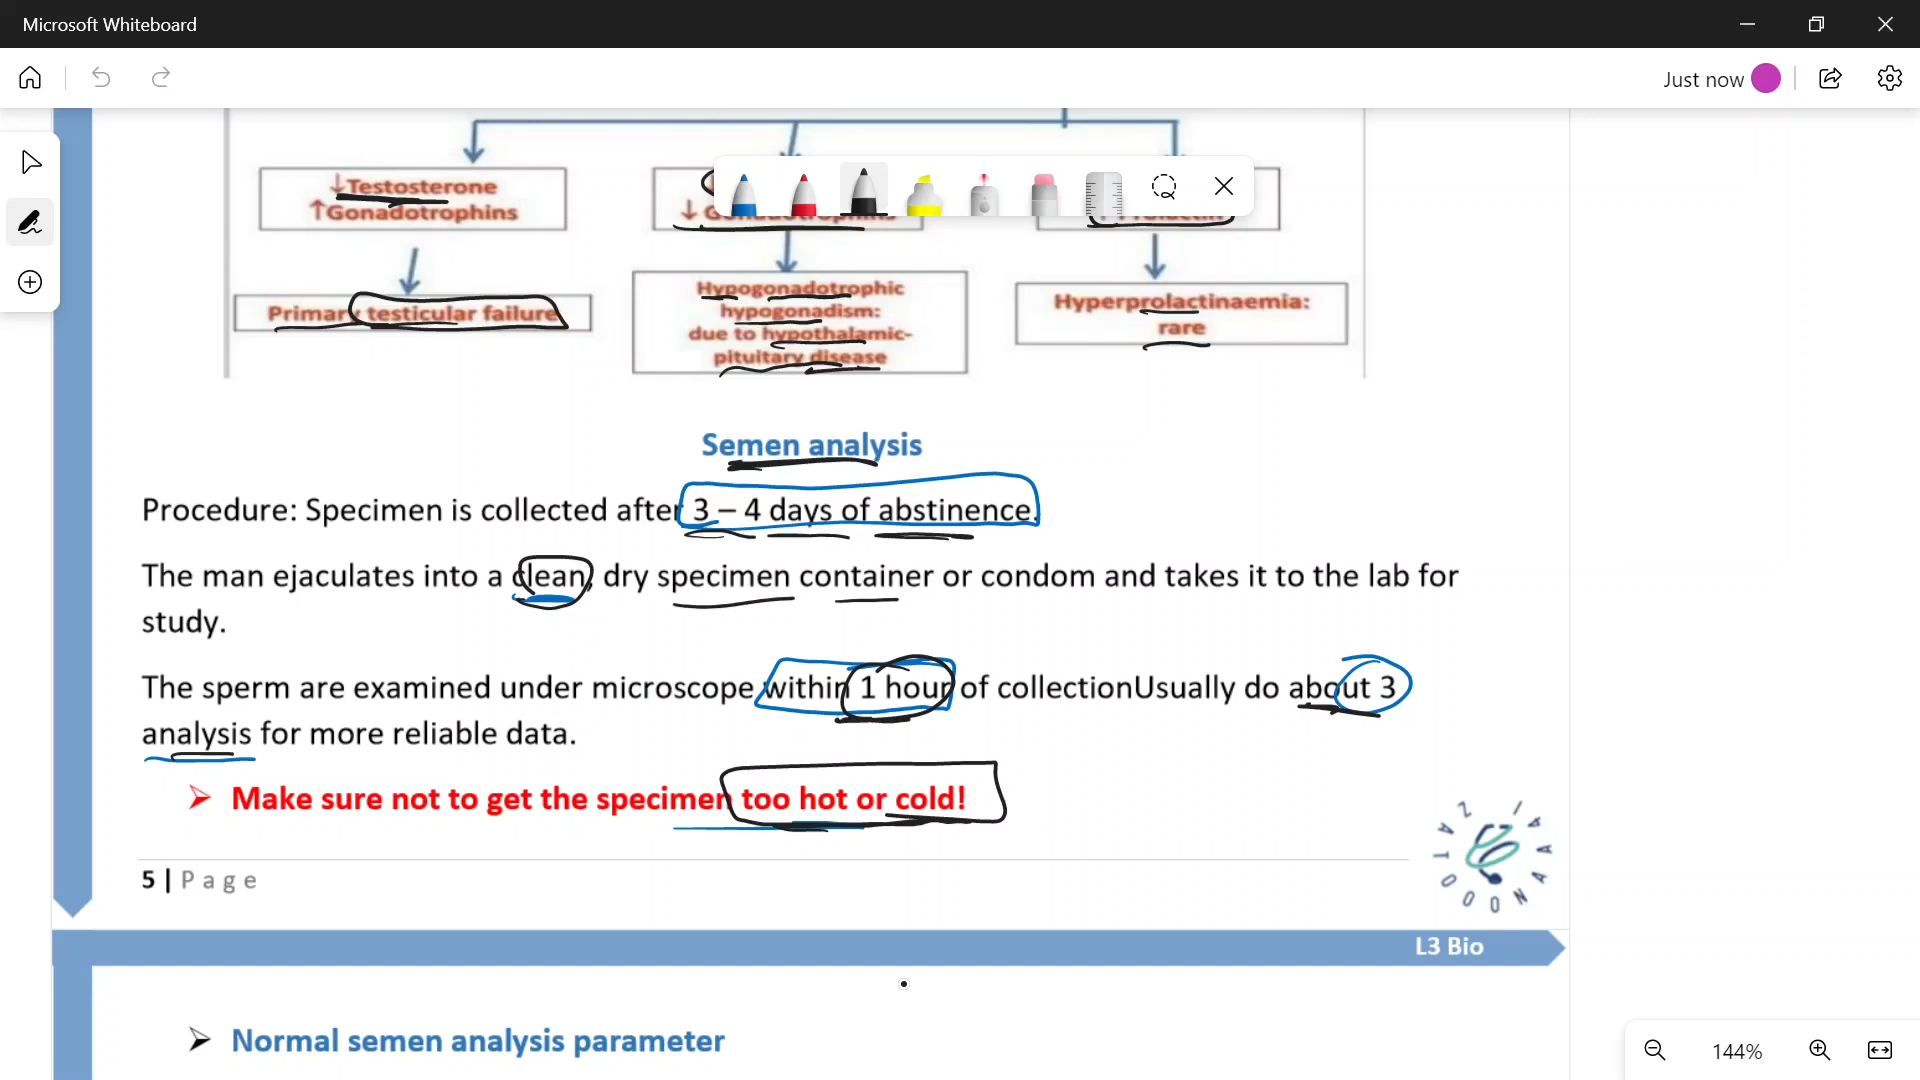 Microsoft Whiteboard
Just now
↓Testosterone
↑Gonadotrophins
Primary testicular failure
Hypogonadotrophic
hypogonadism:
due to hypothalamic-
pituitary disease
Hyperprolactinaemia:
rare
Semen analysis
Procedure: Specimen is collected after 3 – 4 days of abstinence.
The man ejaculates into a clean, dry specimen container or condom and takes it to the lab for
study.
The sperm are examined under microscope within 1 hour of collectionUsually do about 3
analysis for more reliable data.
➢ Make sure not to get the specimen too hot or cold!
5 | Page
L3 Bio
➢ Normal semen analysis parameter
144%